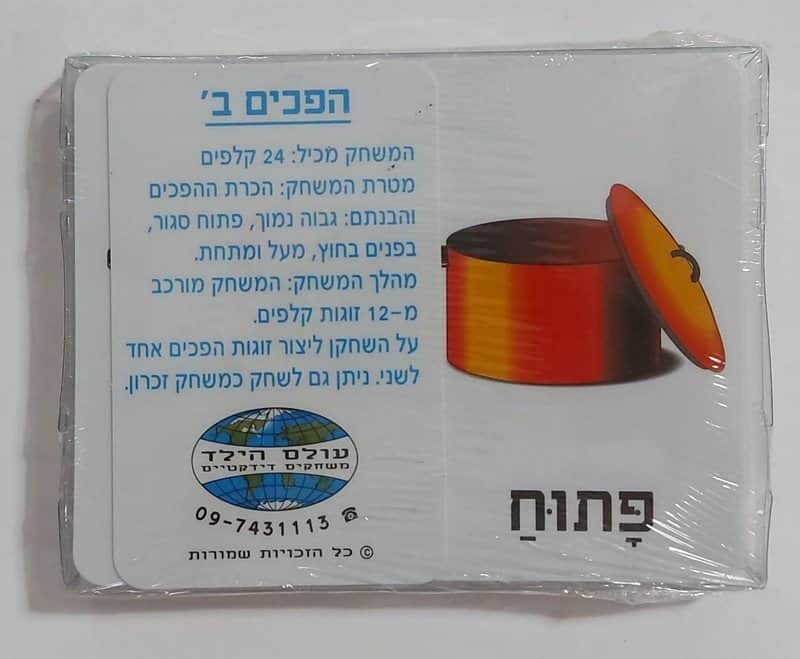 הפכים ב'
המשחק מכיל: 24 קלפים
מטרת המשחק: הכרת ההפכים
והבנתם: גבוה נמוך, פתוח סגור,
בפנים בחוץ, מעל ומתחת.
מהלך המשחק: המשחק מורכב
מ-12 זוגות קלפים.
על השחקן ליצור זוגות הפכים אחד
לשני. ניתן גם לשחק כמשחק זכרון.
עולם הילד
משחקים דידקטיים
09-7431113 ☎
© כל הזכויות שמורות
פָּתוּחַ